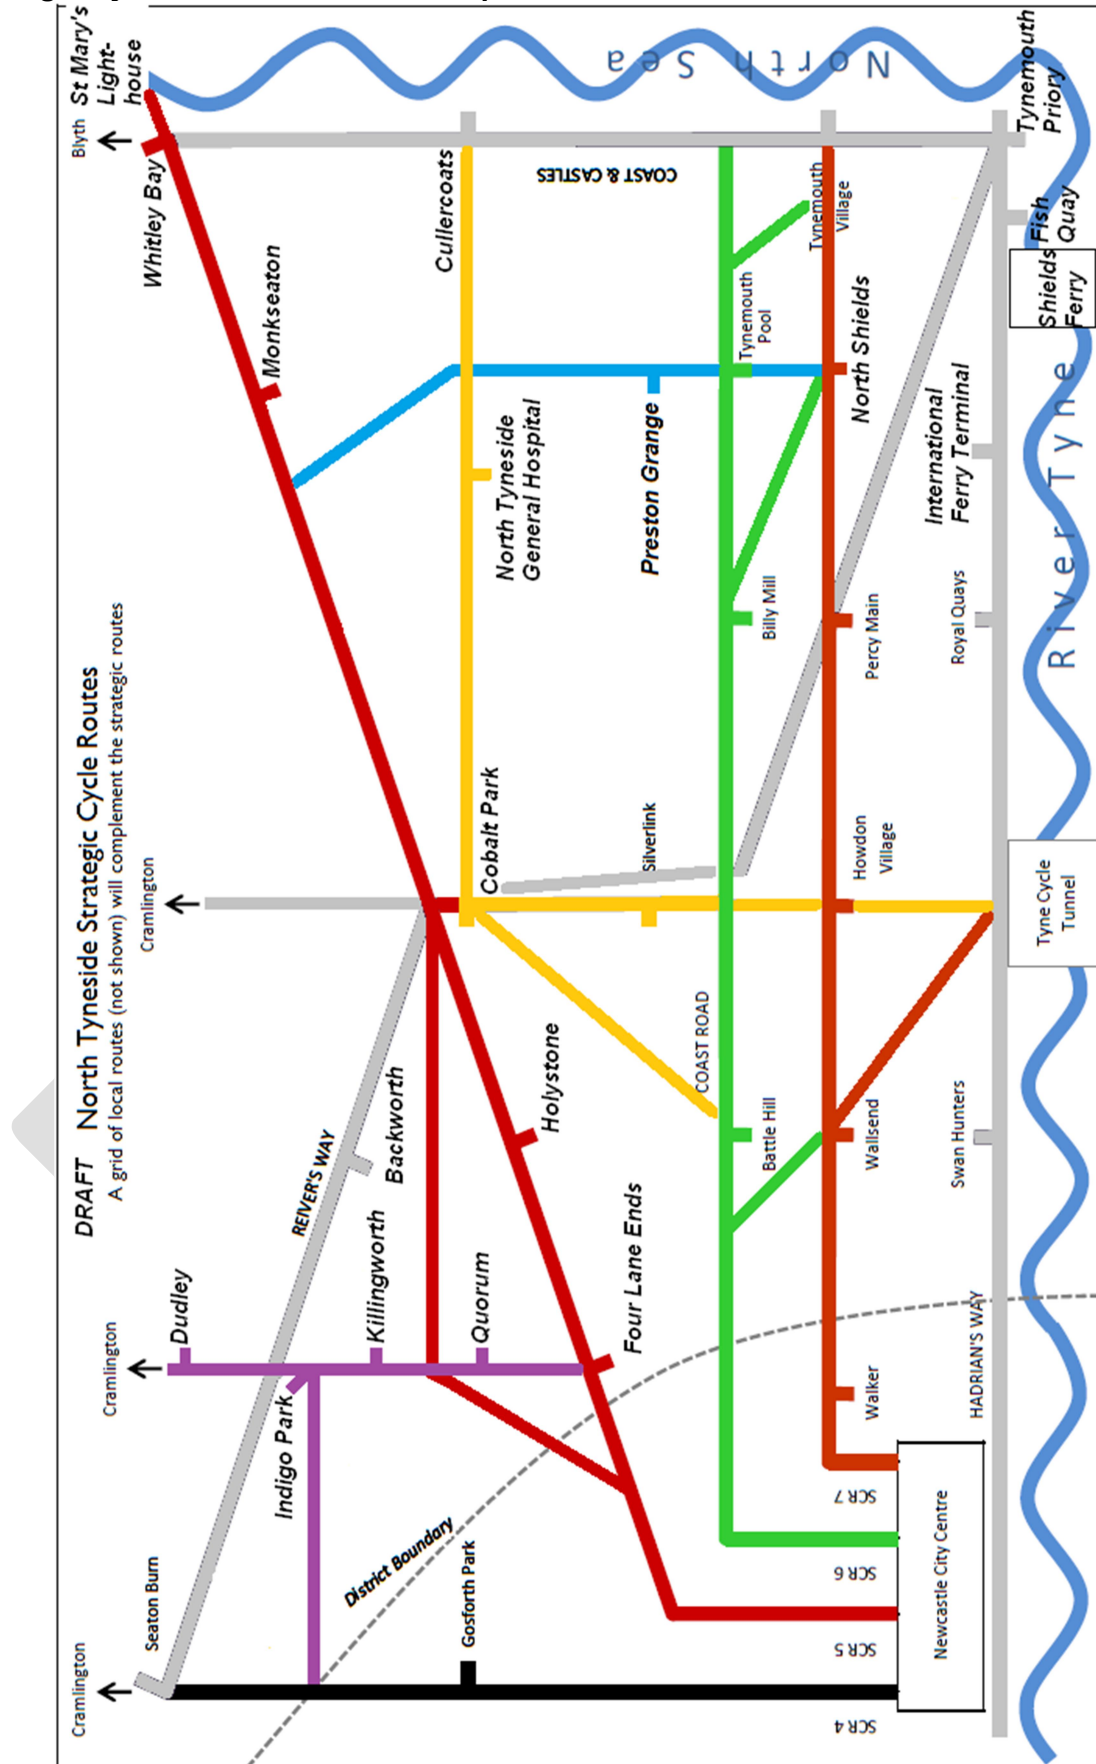 DRAFT North Tyneside Strategic Cycle Routes
A grid of local routes (not shown) will complement the strategic routes
Cramlington
Seaton Burn
Cramlington
Dudley
Indigo Park
Killingworth
Quorum
REIVER'S WAY
Backworth
Cramlington
Blyth
St Mary's
Light-
house
Whitley Bay
Monkseaton
Cullercoats
North Sea
COAST & CASTLES
District Boundary
Gosforth Park
Four Lane Ends
Holystone
Cobalt Park
North Tyneside
General Hospital
Silverlink
Preston Grange
COAST ROAD
Battle Hill
Billy Mill
Tynemouth
Pool
Tynemouth
Village
Walker
Wallsend
Howdon
Village
Percy Main
North Shields
SCR 4
SCR 5
SCR 6
SCR 7
Newcastle City Centre
HADRIAN'S WAY
Swan Hunters
Royal Quays
International
Ferry Terminal
Tyne Cycle
Tunnel
Shields
Ferry
Fish
Quay
Tynemouth
Priory
River Tyne